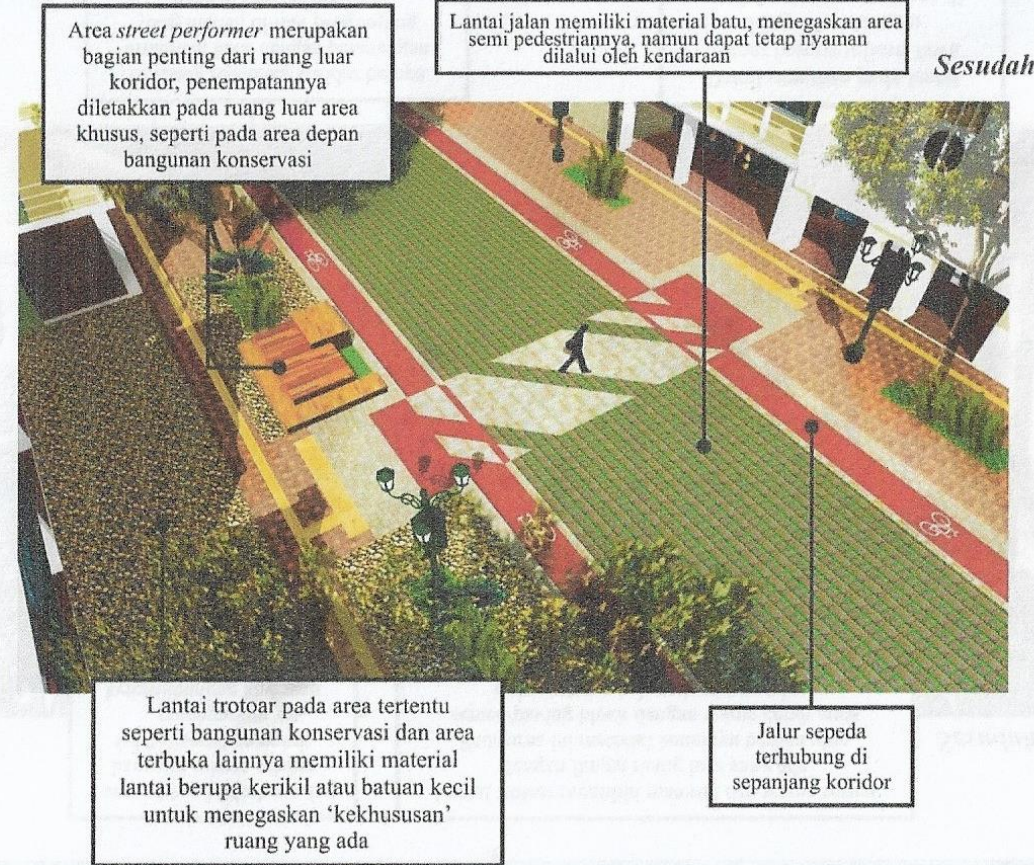 Area street performer merupakan
bagian penting dari ruang luar
koridor, penempatannya
diletakkan pada ruang luar area
khusus, seperti pada area depan
bangunan konservasi
Lantai jalan memiliki material batu, menegaskan area
semi pedestriannya, namun dapat tetap nyaman
dilalui oleh kendaraan
Sesudah
Lantai trotoar pada area tertentu
seperti bangunan konservasi dan area
terbuka lainnya memiliki material
lantai berupa kerikil atau batuan kecil
untuk menegaskan ‘kekhususan’
ruang yang ada
Jalur sepeda
terhubung di
sepanjang koridor